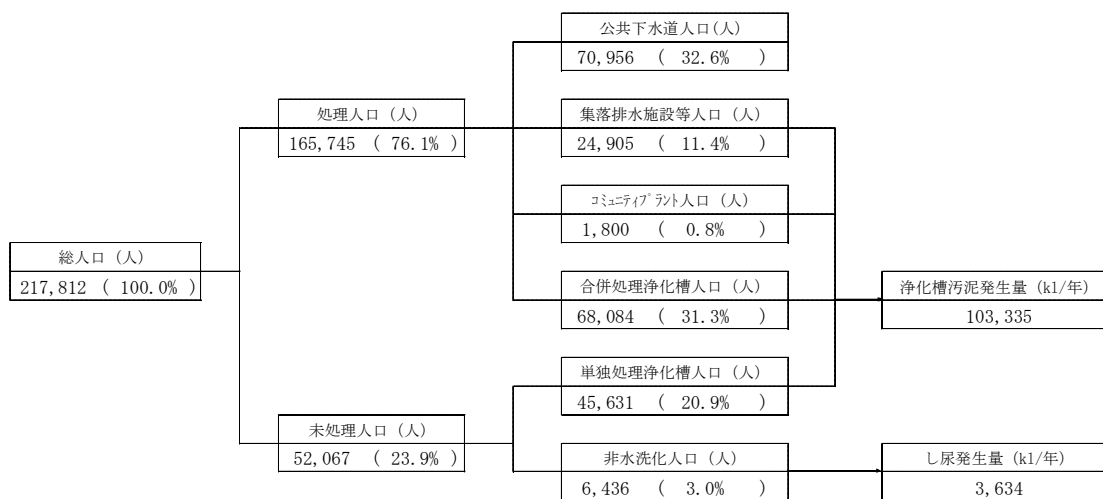 公共下水道人口(人)
70,956 ( 32.6% )
処理人口 (人)
165,745 ( 76.1% )
集落排水施設等人口 (人)
24,905 ( 11.4% )
コミュニティプラント人口 (人)
1,800 ( 0.8% )
総人口 (人)
217,812 ( 100.0% )
合併処理浄化槽人口 (人)
68,084 ( 31.3% )
浄化槽汚泥発生量 (kl/年)
103,335
単独処理浄化槽人口 (人)
45,631 ( 20.9% )
未処理人口 (人)
52,067 ( 23.9% )
非水洗化人口 (人)
6,436 ( 3.0% )
し尿発生量 (kl/年)
3,634